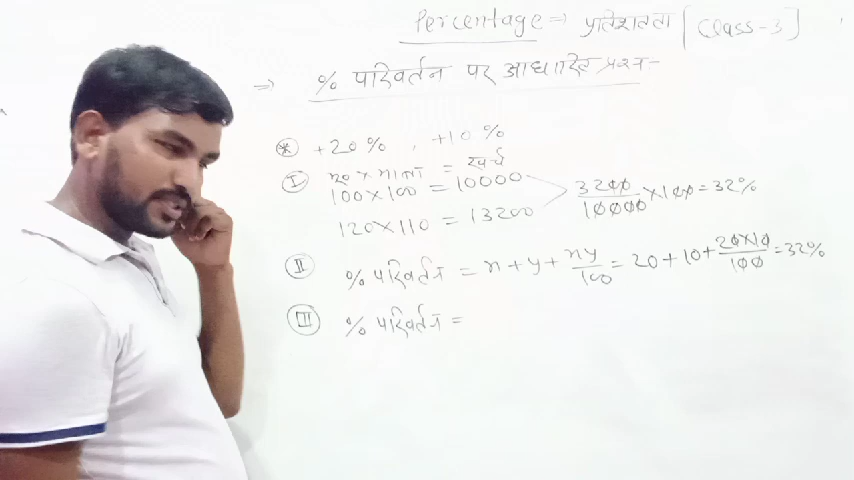 Percentage ⇒ प्रतिशतता [Class-3]
⇒ % परिवर्तन पर आधारित प्रश्न-
* +20%, +10%
I मू० × मात्रा = खर्च
100×100 = 10000
120×110 = 13200
3200/10000 ×100 = 32%
II % परिवर्तन = x + y + xy/100 = 20 + 10 + 20×10/100 = 32%
III % परिवर्तन =